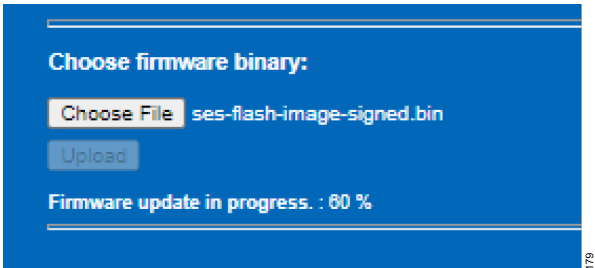 Choose firmware binary:
Choose File ses-flash-image-signed.bin
Upload
Firmware update in progress. : 60 %
179